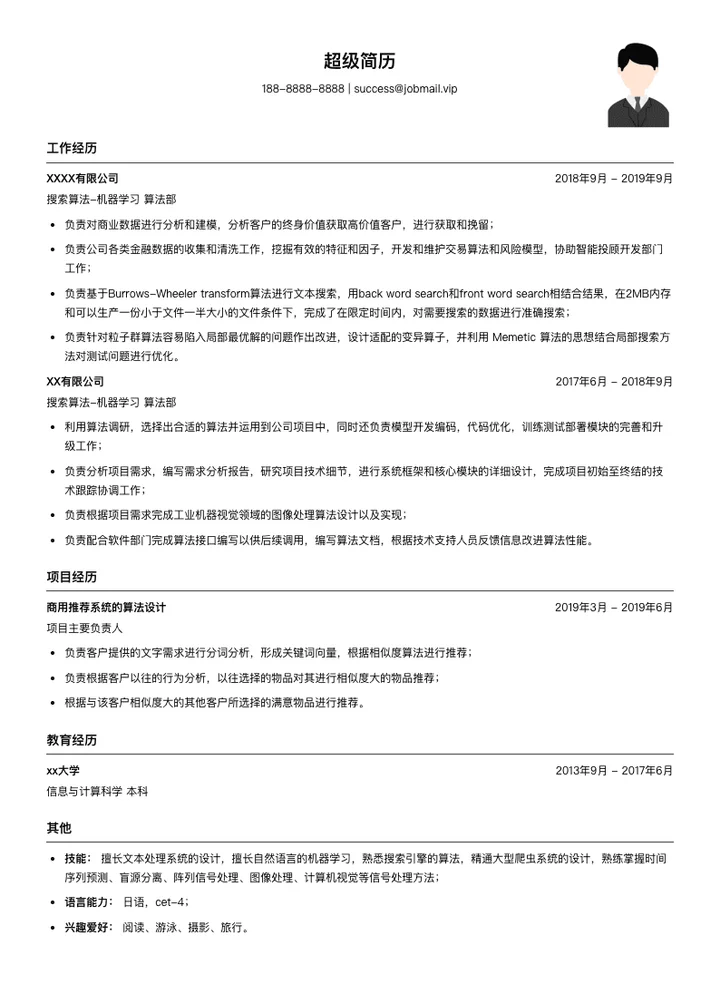 超级简历
188-8888-8888 | success@jobmail.vip
工作经历
XXXX有限公司 2018年9月 - 2019年9月
搜索算法-机器学习 算法部
• 负责对商业数据进行分析和建模，分析客户的终身价值获取高价值客户，进行获取和挽留；
• 负责公司各类金融数据的收集和清洗工作，挖掘有效的特征和因子，开发和维护交易算法和风险模型，协助智能投顾开发部门
工作；
• 负责基于Burrows-Wheeler transform算法进行文本搜索，用back word search和front word search相结合结果，在2MB内存
和可以生产一份小于文件一半大小的文件条件下，完成了在限定时间内，对需要搜索的数据进行准确搜索；
• 负责针对粒子群算法容易陷入局部最优解的问题作出改进，设计适配的变异算子，并利用 Memetic 算法的思想结合局部搜索方
法对测试问题进行优化。
XX有限公司 2017年6月 - 2018年9月
搜索算法-机器学习 算法部
• 利用算法调研，选择出合适的算法并运用到公司项目中，同时还负责模型开发编码，代码优化，训练测试部署模块的完善和升
级工作；
• 负责分析项目需求，编写需求分析报告，研究项目技术细节，进行系统框架和核心模块的详细设计，完成项目初始至终结的技
术跟踪协调工作；
• 负责根据项目需求完成工业机器视觉领域的图像处理算法设计以及实现；
• 负责配合软件部门完成算法接口编写以供后续调用，编写算法文档，根据技术支持人员反馈信息改进算法性能。
项目经历
商用推荐系统的算法设计 2019年3月 - 2019年6月
项目主要负责人
• 负责客户提供的文字需求进行分词分析，形成关键词向量，根据相似度算法进行推荐；
• 负责根据客户以往的行为分析，以往选择的物品对其进行相似度大的物品推荐；
• 根据与该客户相似度大的其他客户所选择的满意物品进行推荐。
教育经历
xx大学 2013年9月 - 2017年6月
信息与计算科学 本科
其他
• 技能： 擅长文本处理系统的设计，擅长自然语言的机器学习，熟悉搜索引擎的算法，精通大型爬虫系统的设计，熟练掌握时间
序列预测、盲源分离、阵列信号处理、图像处理、计算机视觉等信号处理方法；
• 语言能力： 日语，cet-4；
• 兴趣爱好： 阅读、游泳、摄影、旅行。